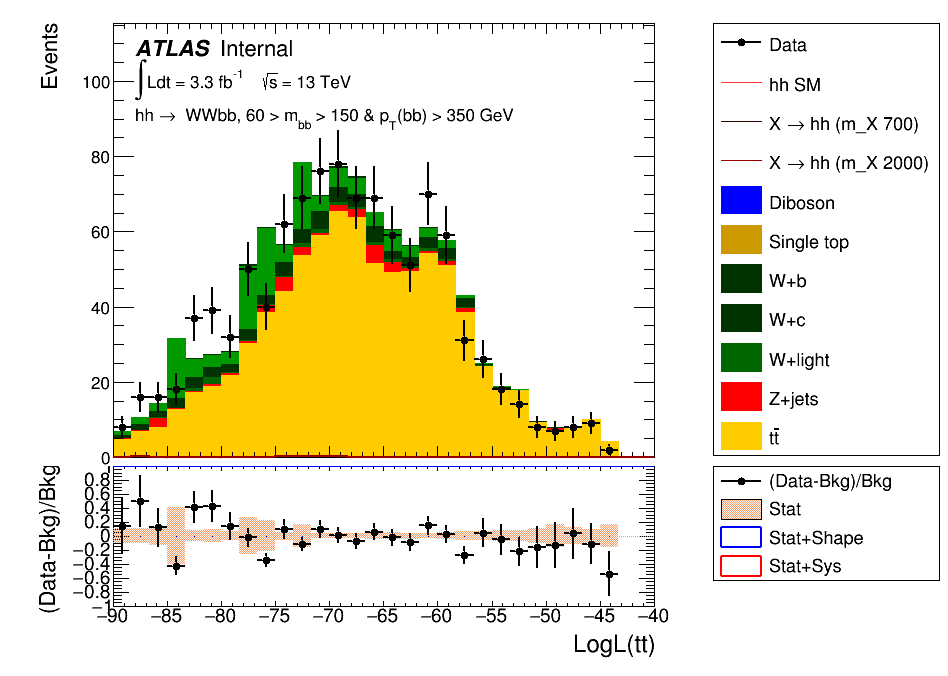 Events
ATLAS Internal
∫Ldt = 3.3 fb⁻¹ √s = 13 TeV
hh → WWbb, 60 > m_bb > 150 & p_T(bb) > 350 GeV
100
80
60
40
20
0
Data
hh SM
X → hh (m_X 700)
X → hh (m_X 2000)
Diboson
Single top
W+b
W+c
W+light
Z+jets
tt̄
(Data-Bkg)/Bkg
0.8
0.6
0.4
0.2
0
−0.2
−0.4
−0.6
−0.8
−1
−90 −85 −80 −75 −70 −65 −60 −55 −50 −45 −40
LogL(tt)
(Data-Bkg)/Bkg
Stat
Stat+Shape
Stat+Sys